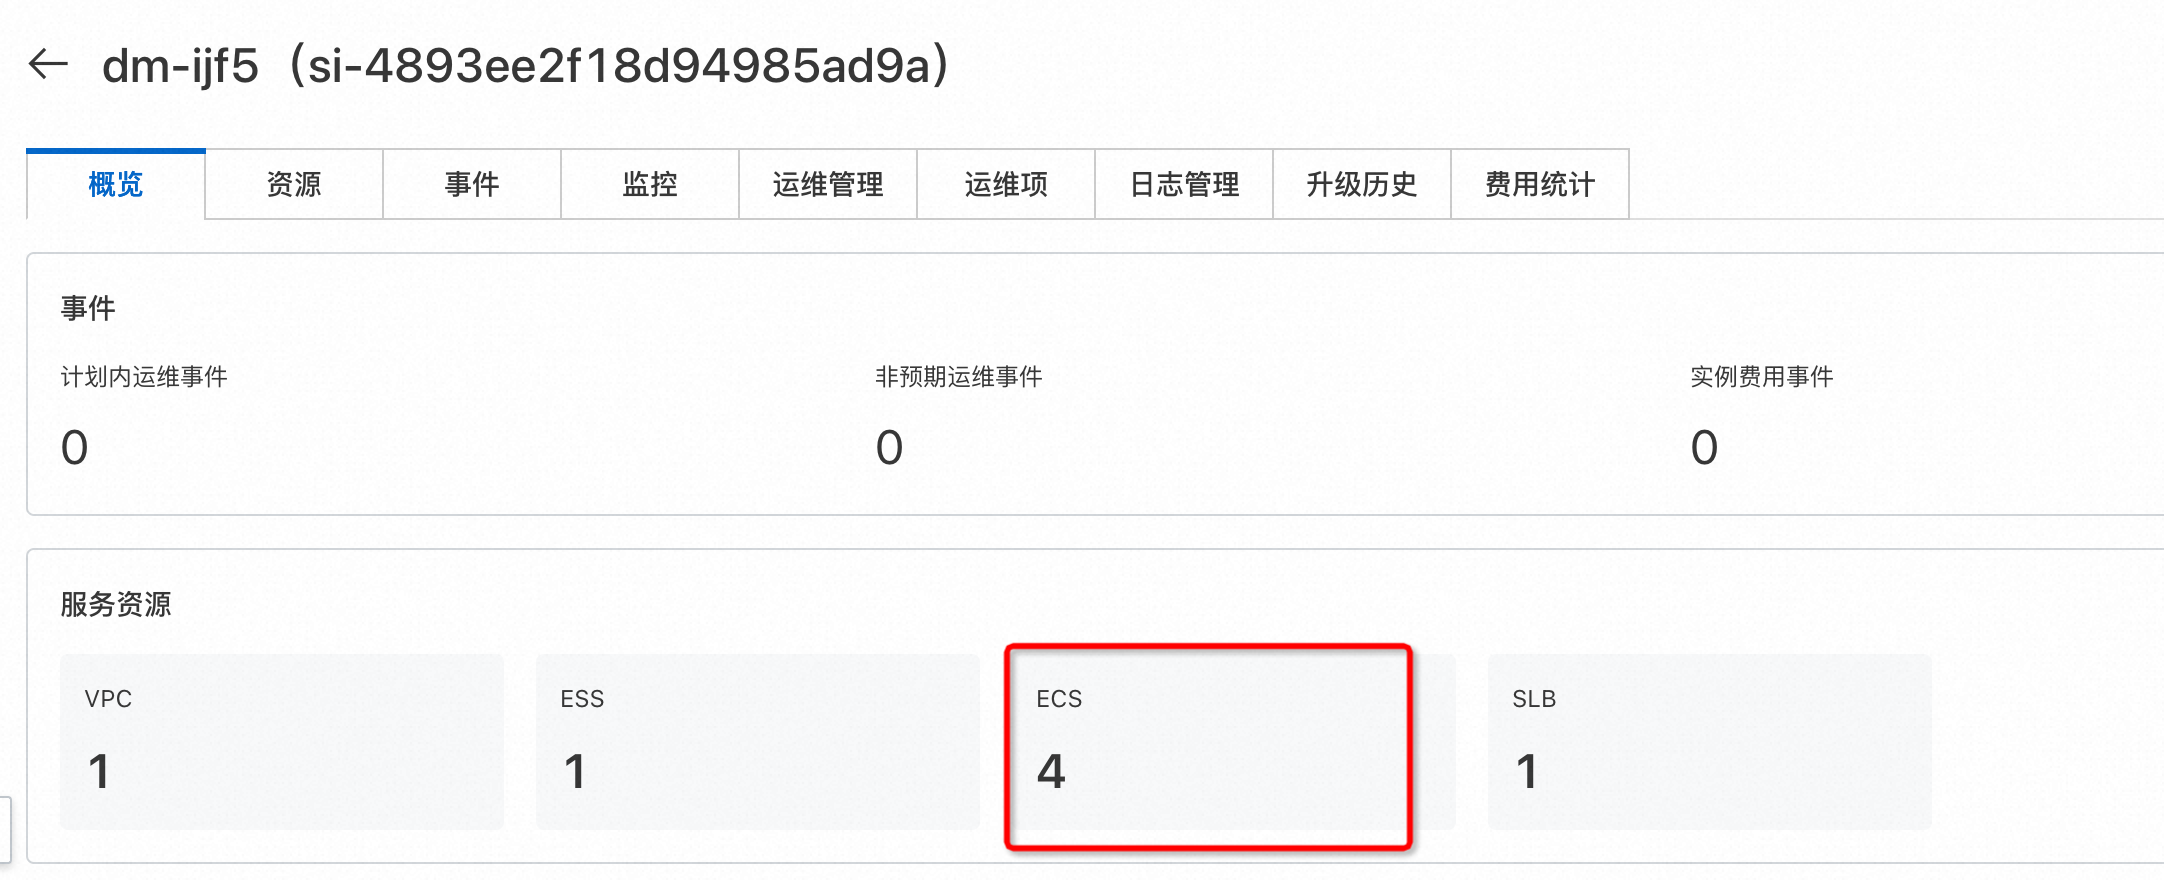 dm-ijf5（si-4893ee2f18d94985ad9a）
概览 资源 事件 监控 运维管理 运维项 日志管理 升级历史 费用统计
事件
计划内运维事件 非预期运维事件 实例费用事件
0 0 0
服务资源
VPC ESS ECS SLB
1 1 4 1